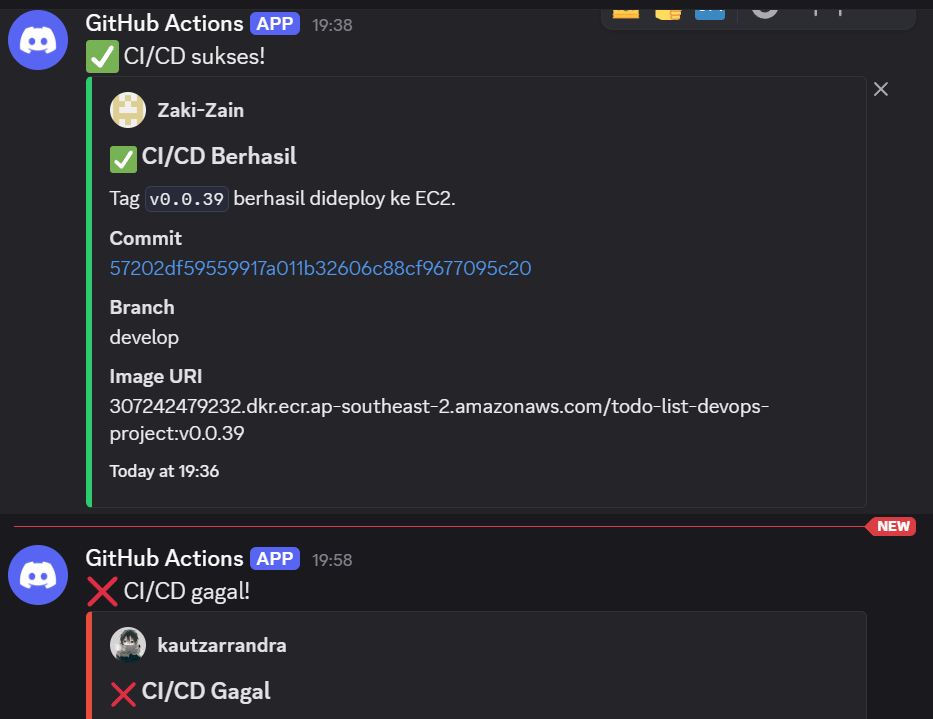 GitHub Actions APP 19:38
✅ CI/CD sukses!
Zaki-Zain
✅ CI/CD Berhasil
Tag v0.0.39 berhasil dideploy ke EC2.
Commit
57202df59559917a011b32606c88cf9677095c20
Branch
develop
Image URI
307242479232.dkr.ecr.ap-southeast-2.amazonaws.com/todo-list-devops-
project:v0.0.39
Today at 19:36
NEW
GitHub Actions APP 19:58
❌ CI/CD gagal!
kautzarrandra
❌ CI/CD Gagal